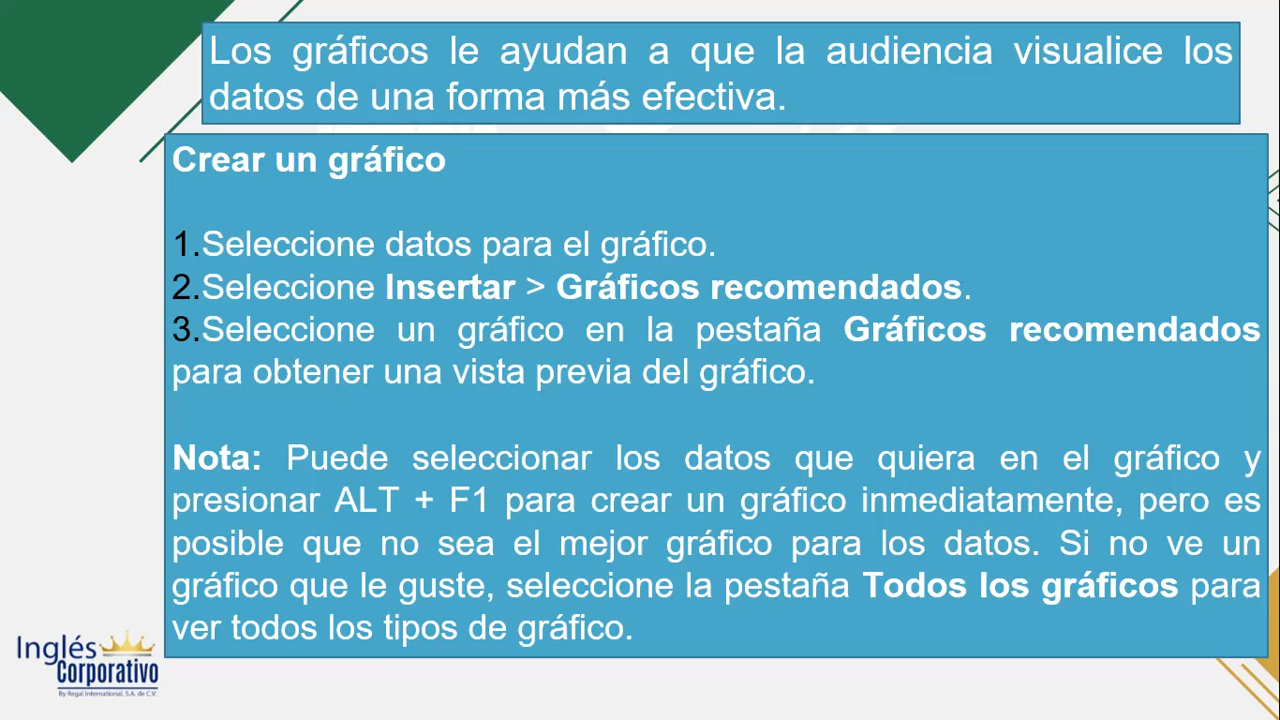 Los gráficos le ayudan a que la audiencia visualice los
datos de una forma más efectiva.
Crear un gráfico
1.Seleccione datos para el gráfico.
2.Seleccione Insertar > Gráficos recomendados.
3.Seleccione un gráfico en la pestaña Gráficos recomendados
para obtener una vista previa del gráfico.
Nota: Puede seleccionar los datos que quiera en el gráfico y
presionar ALT + F1 para crear un gráfico inmediatamente, pero es
posible que no sea el mejor gráfico para los datos. Si no ve un
gráfico que le guste, seleccione la pestaña Todos los gráficos para
ver todos los tipos de gráfico.
Inglés
Corporativo
By Regal International, S.A. de C.V.